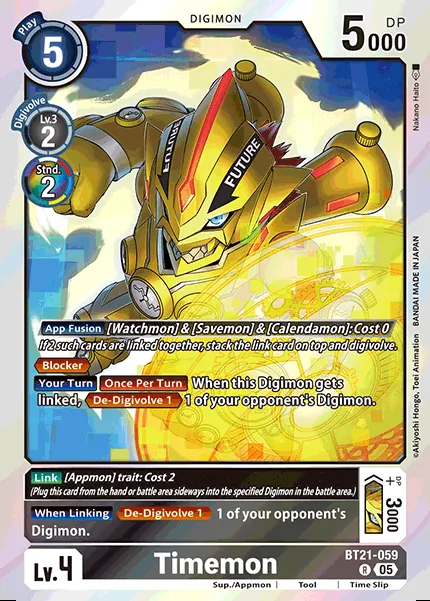 DIGIMON
Play
5
DP
5000
Digivolve
Lv.3
2
Stnd.
2
Nakano Haito
FUTURE
App Fusion [Watchmon] & [Savemon] & [Calendamon]: Cost 0
If 2 such cards are linked together, stack the link card on top and digivolve.
Blocker
Your Turn Once Per Turn When this Digimon gets
linked, De-Digivolve 1 1 of your opponent's Digimon.
©Akiyoshi Hongo, Toei Animation BANDAI MADE IN JAPAN
Link [Appmon] trait: Cost 2
(Plug this card from the hand or battle area sideways into the specified Digimon in the battle area.)
When Linking De-Digivolve 1 1 of your opponent's
Digimon.
DP
+3000
Lv.4
Timemon
BT21-059
R 05
Sup./Appmon Tool Time Slip